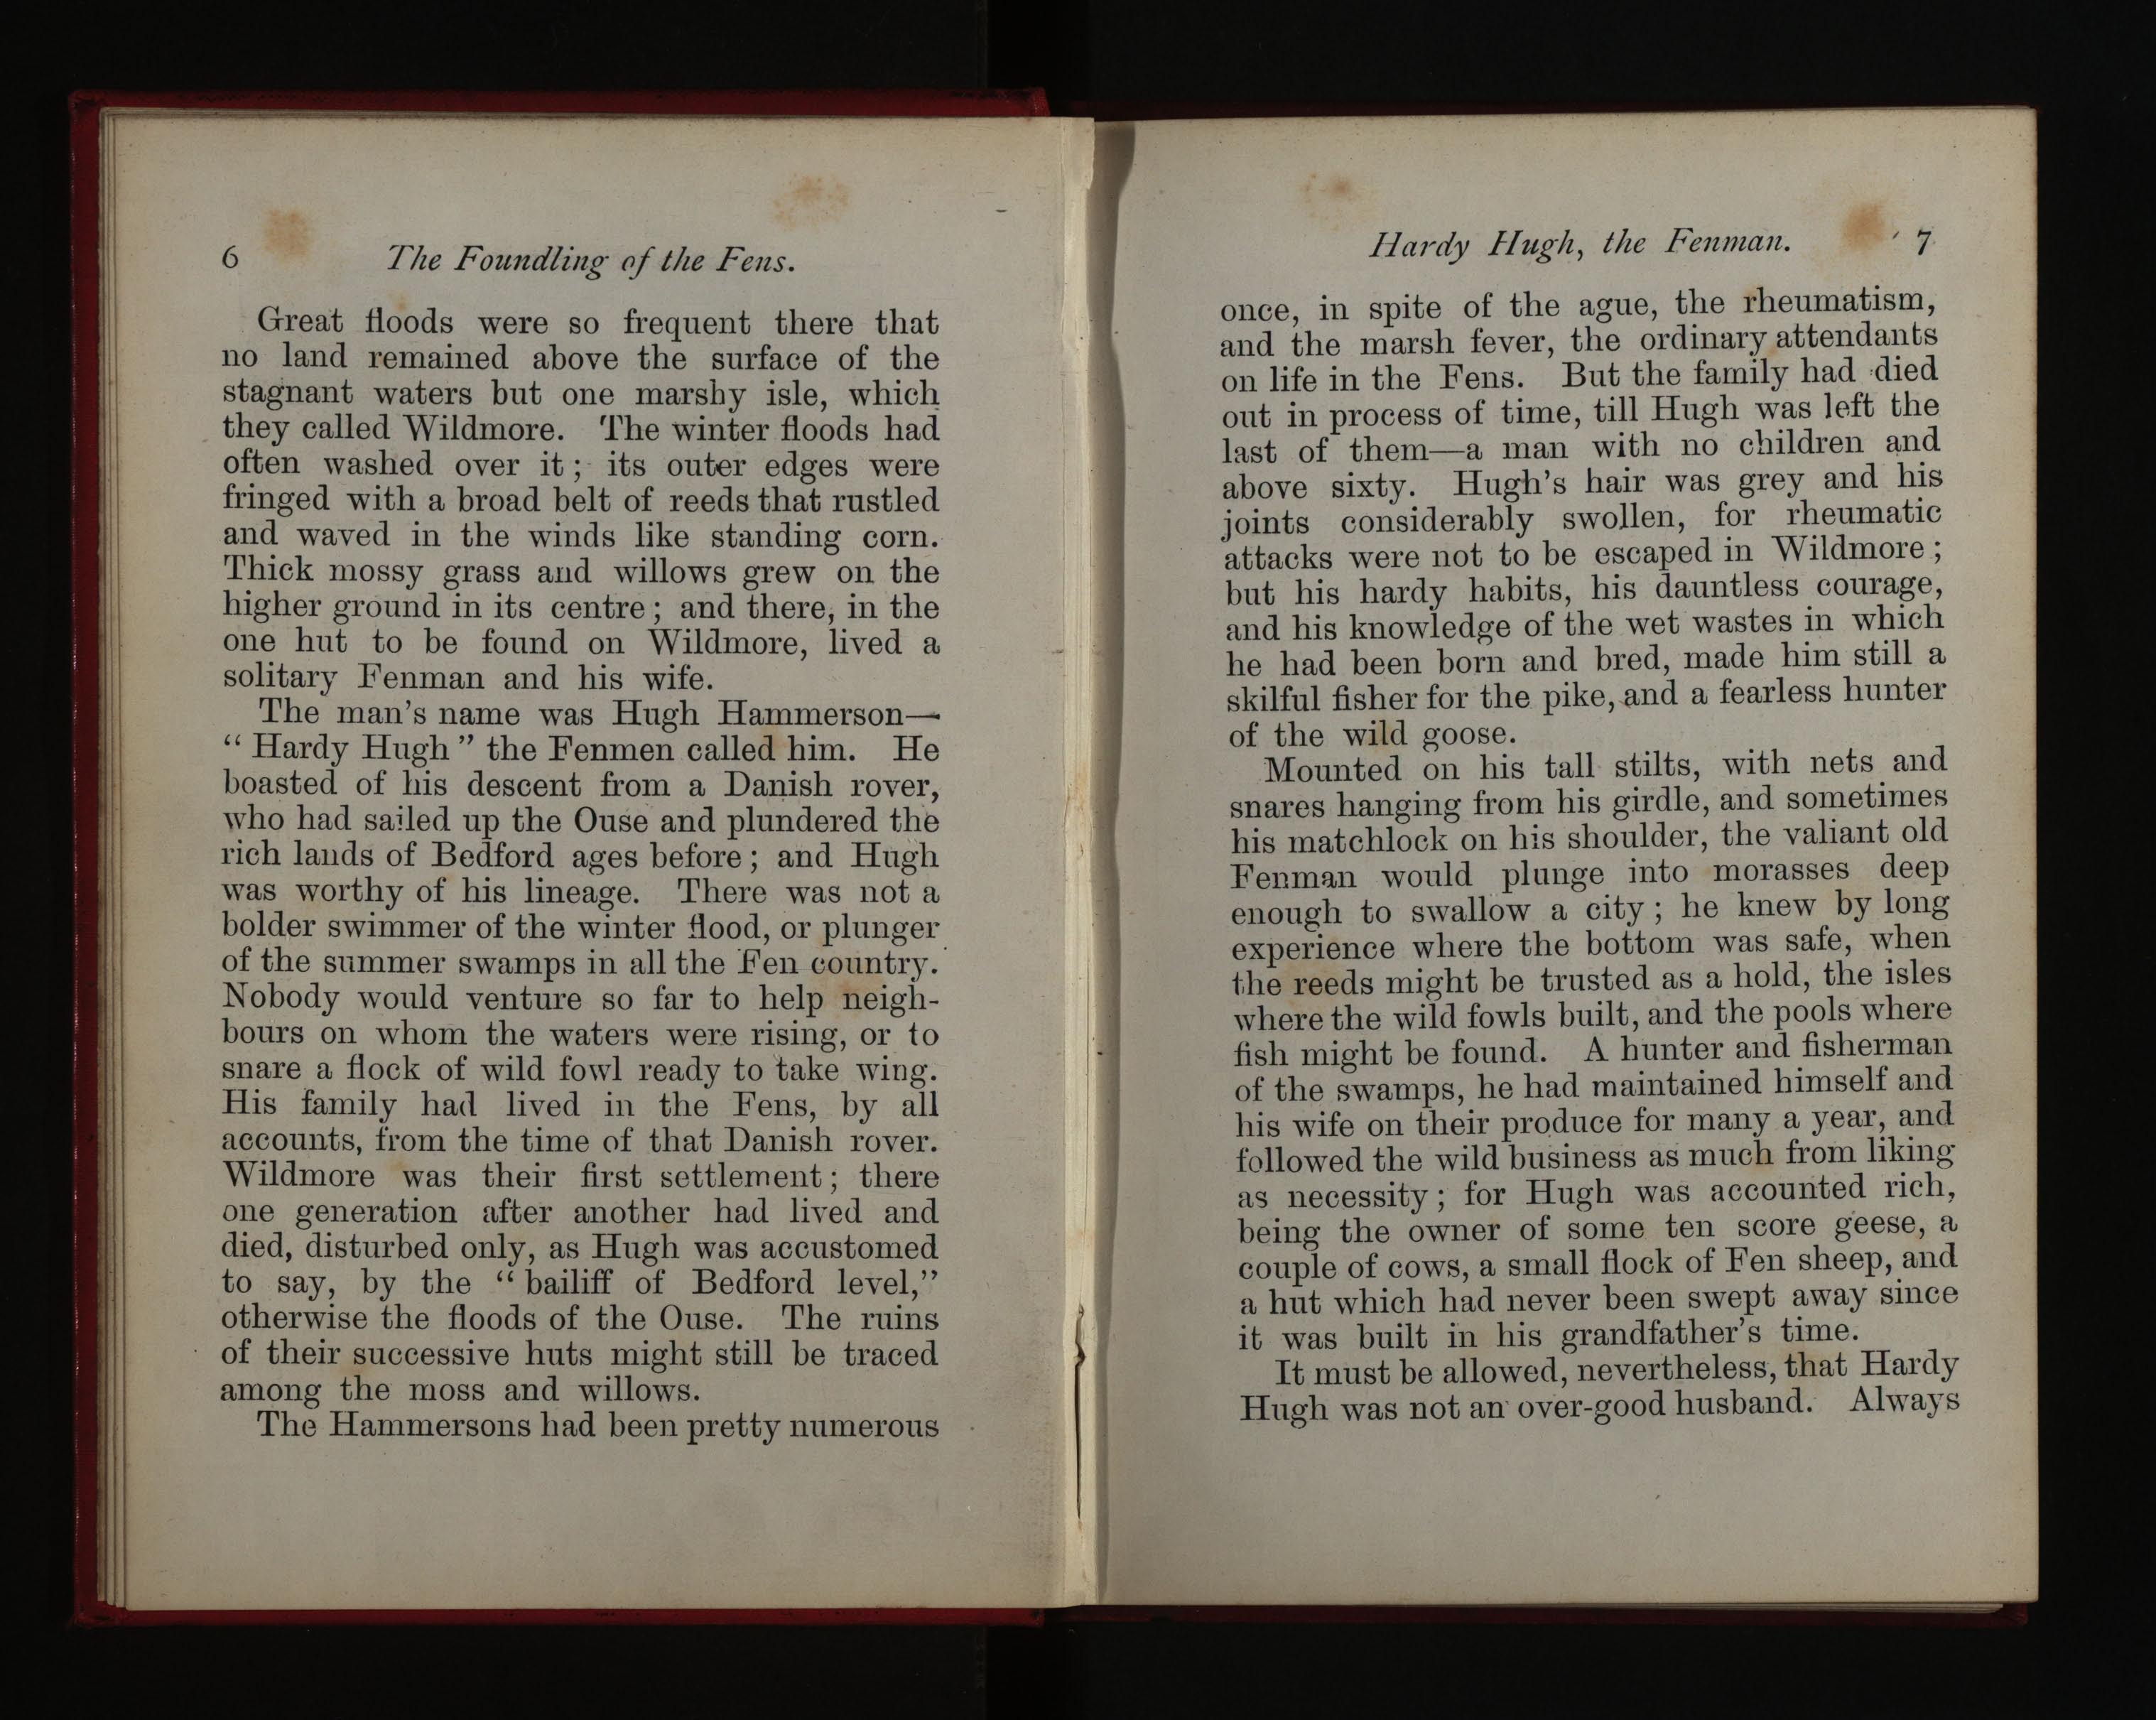 6 The Foundling of the Fens.
Great floods were so frequent there that
no land remained above the surface of the
stagnant waters but one marshy isle, which
they called Wildmore. The winter floods had
often washed over it; its outer edges were
fringed with a broad belt of reeds that rustled
and waved in the winds like standing corn.
Thick mossy grass and willows grew on the
higher ground in its centre; and there, in the
one hut to be found on Wildmore, lived a
solitary Fenman and his wife.
The man's name was Hugh Hammerson—
"Hardy Hugh" the Fenmen called him. He
boasted of his descent from a Danish rover,
who had sailed up the Ouse and plundered the
rich lands of Bedford ages before; and Hugh
was worthy of his lineage. There was not a
bolder swimmer of the winter flood, or plunger
of the summer swamps in all the Fen country.
Nobody would venture so far to help neigh-
bours on whom the waters were rising, or to
snare a flock of wild fowl ready to take wing.
His family had lived in the Fens, by all
accounts, from the time of that Danish rover.
Wildmore was their first settlement; there
one generation after another had lived and
died, disturbed only, as Hugh was accustomed
to say, by the "bailiff of Bedford level,"
otherwise the floods of the Ouse. The ruins
of their successive huts might still be traced
among the moss and willows.
The Hammersons had been pretty numerous
Hardy Hugh, the Fenman. 7
once, in spite of the ague, the rheumatism,
and the marsh fever, the ordinary attendants
on life in the Fens. But the family had died
out in process of time, till Hugh was left the
last of them—a man with no children and
above sixty. Hugh's hair was grey and his
joints considerably swollen, for rheumatic
attacks were not to be escaped in Wildmore;
but his hardy habits, his dauntless courage,
and his knowledge of the wet wastes in which
he had been born and bred, made him still a
skilful fisher for the pike, and a fearless hunter
of the wild goose.
Mounted on his tall stilts, with nets and
snares hanging from his girdle, and sometimes
his matchlock on his shoulder, the valiant old
Fenman would plunge into morasses deep
enough to swallow a city; he knew by long
experience where the bottom was safe, when
the reeds might be trusted as a hold, the isles
where the wild fowls built, and the pools where
fish might be found. A hunter and fisherman
of the swamps, he had maintained himself and
his wife on their produce for many a year, and
followed the wild business as much from liking
as necessity; for Hugh was accounted rich,
being the owner of some ten score geese, a
couple of cows, a small flock of Fen sheep, and
a hut which had never been swept away since
it was built in his grandfather's time.
It must be allowed, nevertheless, that Hardy
Hugh was not an over-good husband. Always